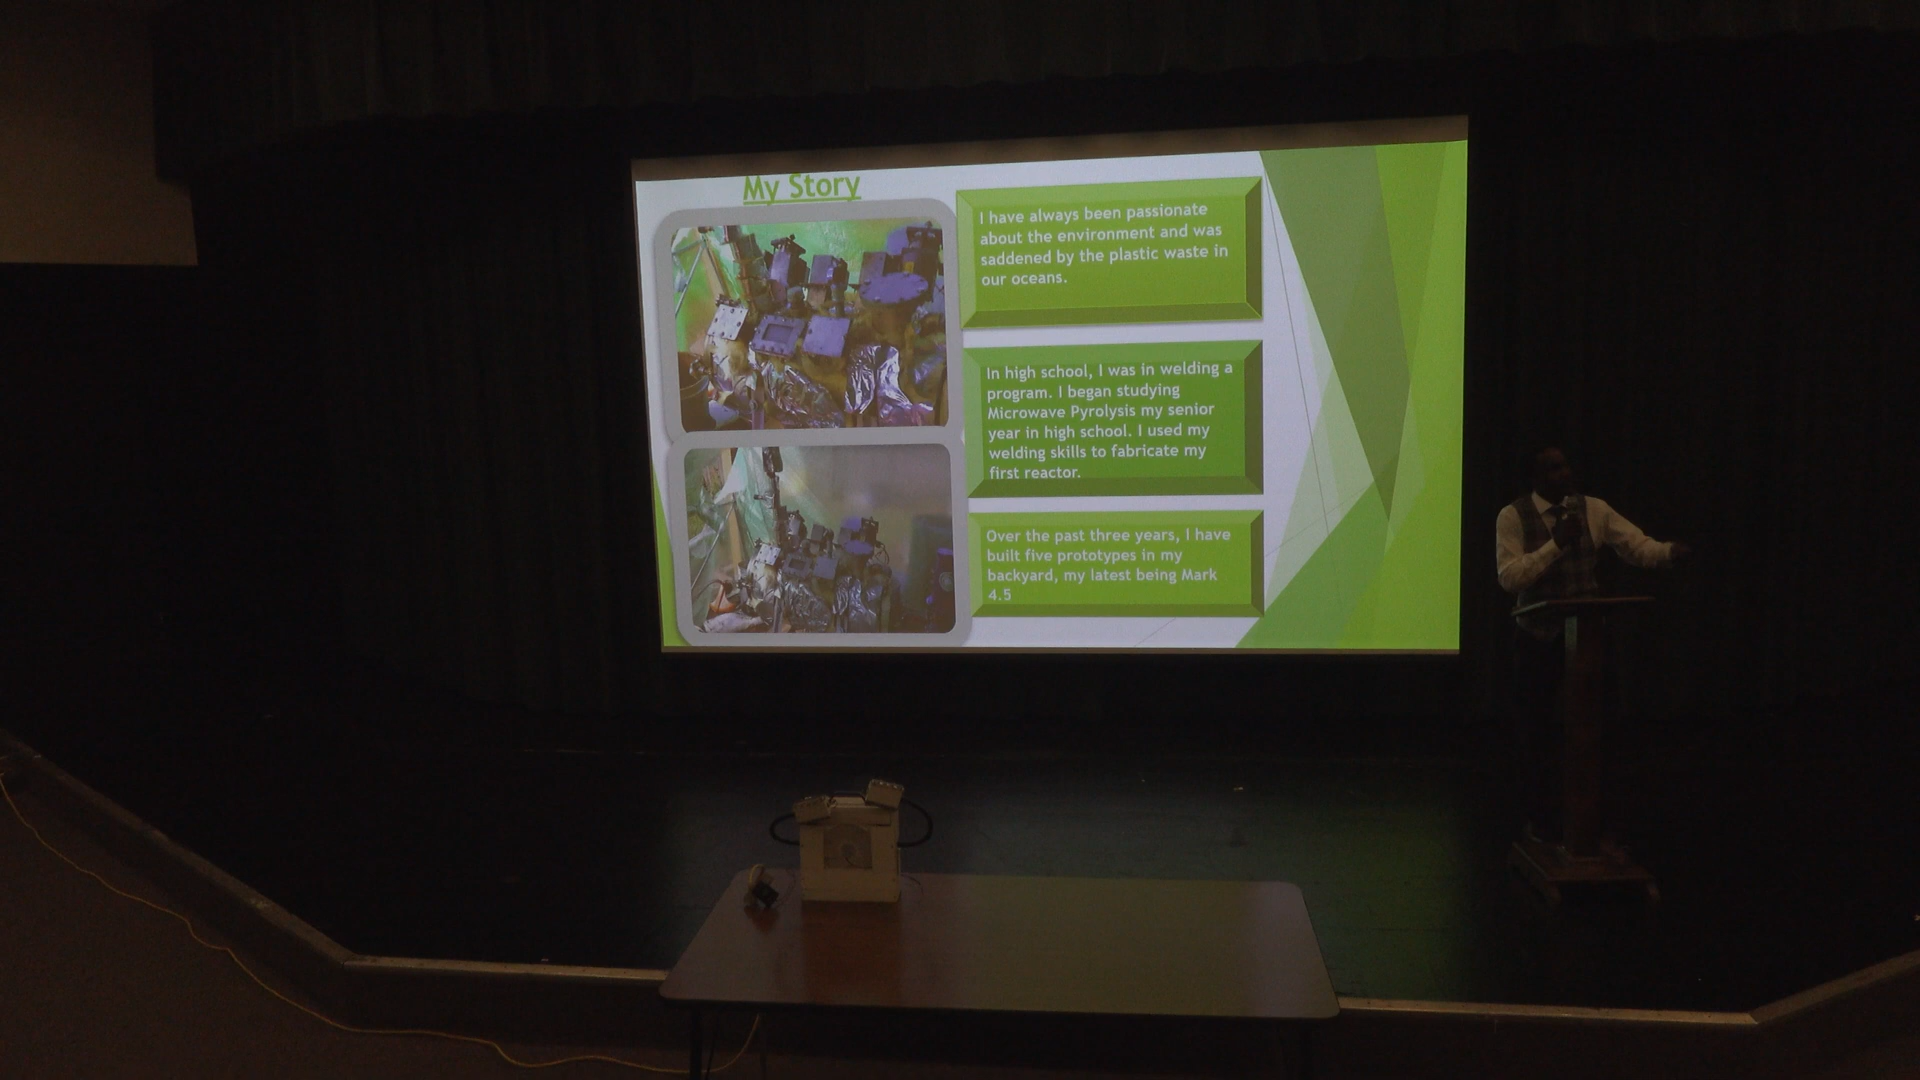 My Story
I have always been passionate
about the environment and was
saddened by the plastic waste in
our oceans.
In high school, I was in welding a
program. I began studying
Microwave Pyrolysis my senior
year in high school. I used my
welding skills to fabricate my
first reactor.
Over the past three years, I have
built five prototypes in my
backyard, my latest being Mark
4.5